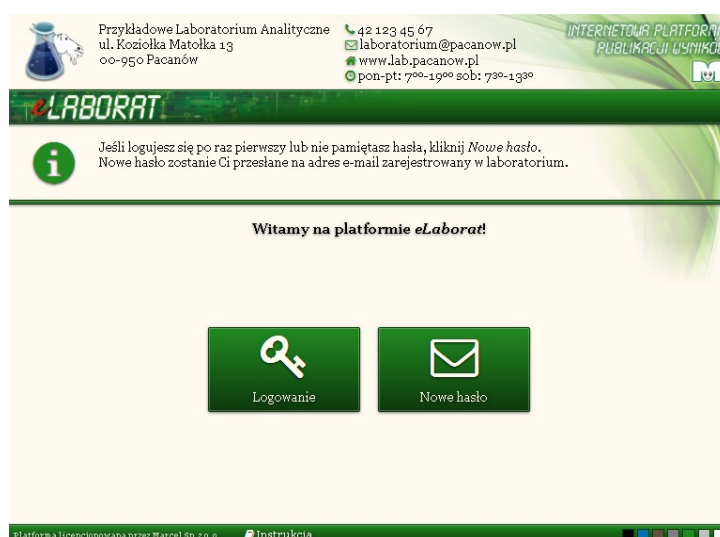 Przykładowe Laboratorium Analityczne
ul. Koziołka Matołka 13
00-950 Pacanów
42 123 45 67
laboratorium@pacanow.pl
www.lab.pacanow.pl
pon-pt: 7⁰⁰-19⁰⁰ sob: 7³⁰-13³⁰
INTERNETOWA PLATFORM
PUBLIKACJI WYNIKÓ
M
eLABORAT
Jeśli logujesz się po raz pierwszy lub nie pamiętasz hasła, kliknij Nowe hasło.
Nowe hasło zostanie Ci przesłane na adres e-mail zarejestrowany w laboratorium.
Witamy na platformie eLaborat!
Logowanie
Nowe hasło
Platforma licencjonowana przez Marcel Sp. z o.o.
Instrukcja